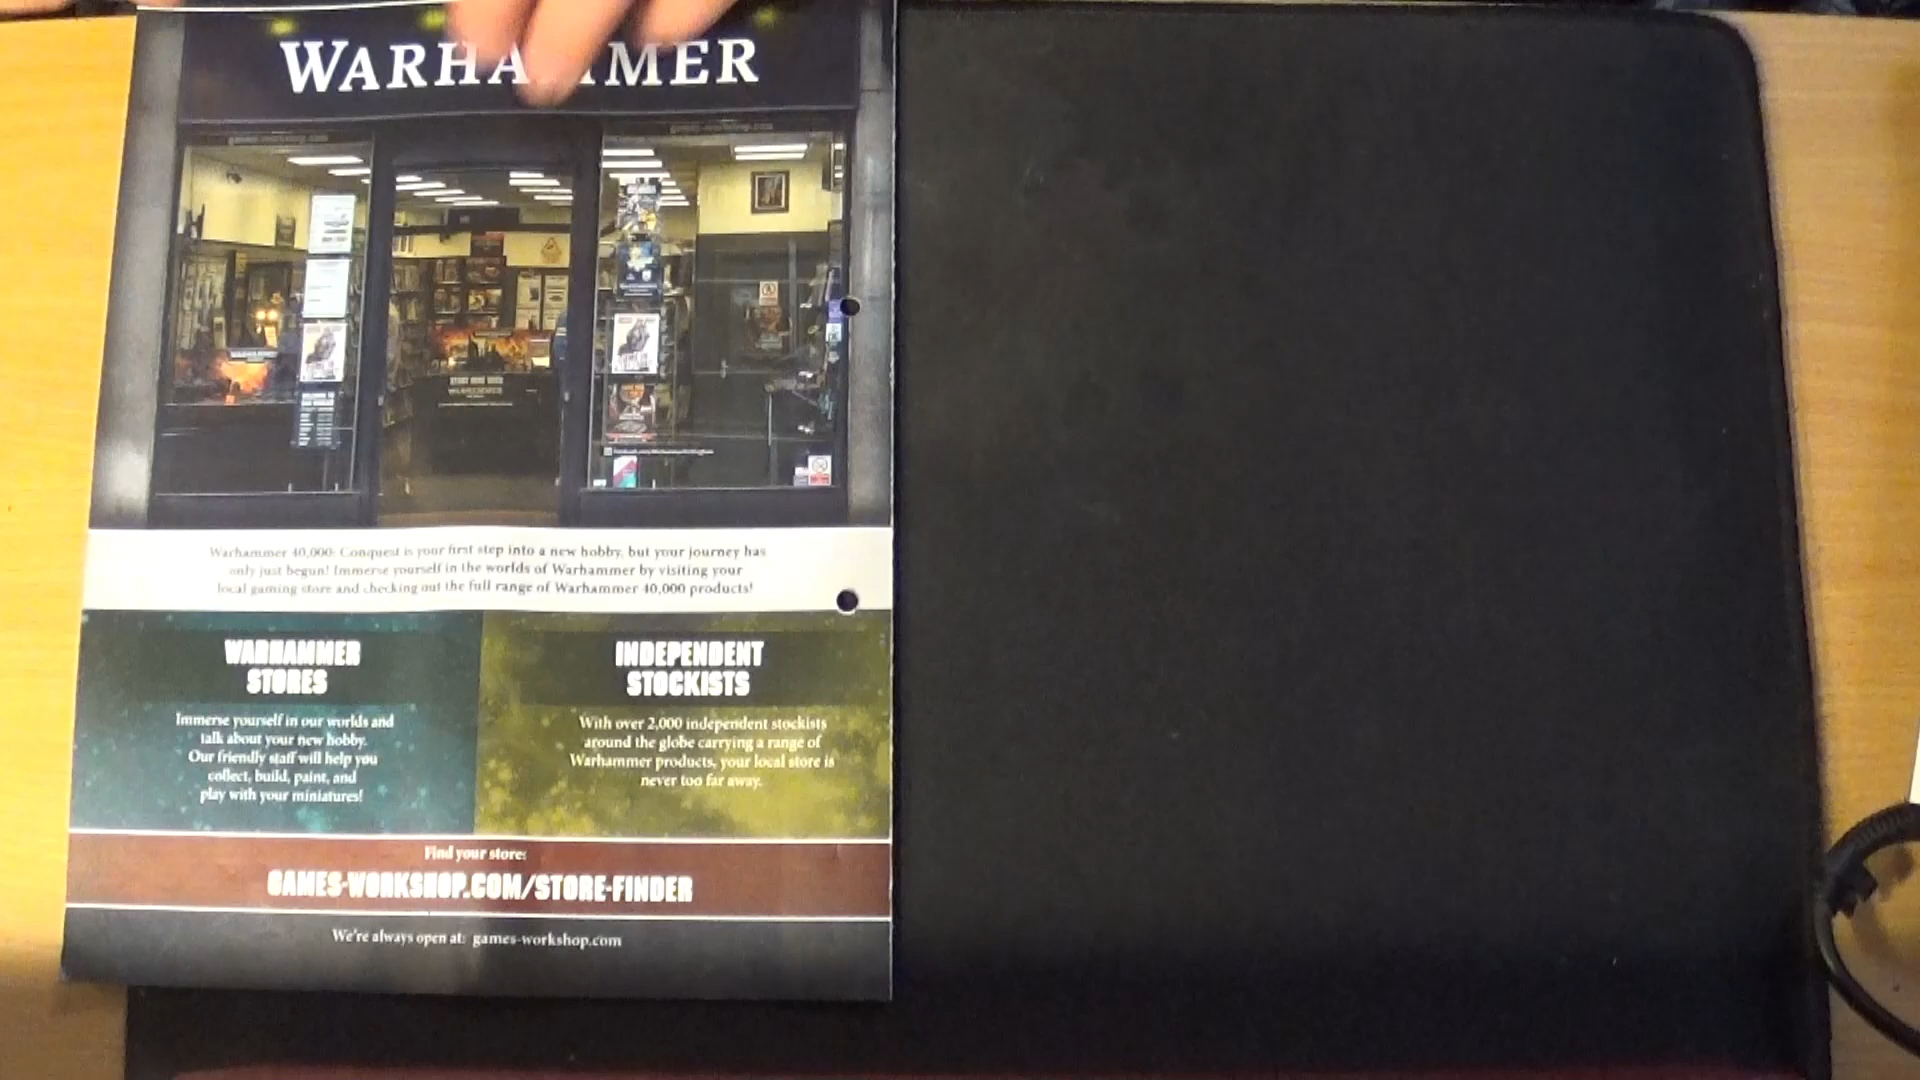 WARHAMMER
Warhammer 40,000: Conquest is your first step into a new hobby, but your journey has
only just begun! Immerse yourself in the worlds of Warhammer by visiting your
local gaming store and checking out the full range of Warhammer 40,000 products!
WARHAMMER
STORES
Immerse yourself in our worlds and
talk about your new hobby.
Our friendly staff will help you
collect, build, paint, and
play with your miniatures!
INDEPENDENT
STOCKISTS
With over 2,000 independent stockists
around the globe carrying a range of
Warhammer products, your local store is
never too far away.
Find your store:
GAMES-WORKSHOP.COM/STORE-FINDER
We're always open at: games-workshop.com